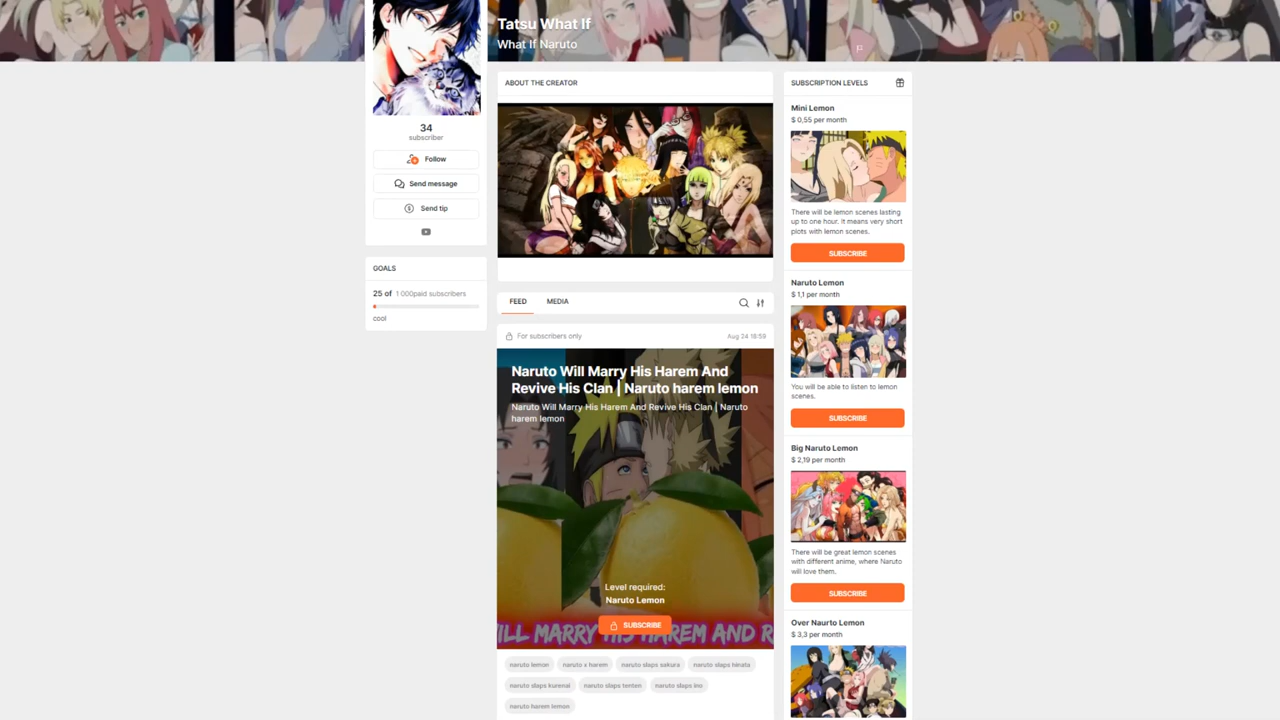 Tatsu What If
What If Naruto
34
subscriber
Follow
Send message
Send tip
GOALS
25 of 1 000paid subscribers
cool
ABOUT THE CREATOR
FEED
MEDIA
For subscribers only
Aug 24 18:59
Naruto Will Marry His Harem And
Revive His Clan | Naruto harem lemon
Naruto Will Marry His Harem And Revive His Clan | Naruto
harem lemon
Level required:
Naruto Lemon
SUBSCRIBE
ILL MARRY HIS HAREM AND R
naruto lemon
naruto x harem
naruto slaps sakura
naruto slaps hinata
naruto slaps kurenai
naruto slaps tenten
naruto slaps ino
naruto harem lemon
SUBSCRIPTION LEVELS
Mini Lemon
$ 0,55 per month
There will be lemon scenes lasting
up to one hour. It means very short
plots with lemon scenes.
SUBSCRIBE
Naruto Lemon
$ 1,1 per month
You will be able to listen to lemon
scenes.
SUBSCRIBE
Big Naruto Lemon
$ 2,19 per month
There will be great lemon scenes
with different anime, where Naruto
will love them.
SUBSCRIBE
Over Naurto Lemon
$ 3,3 per month